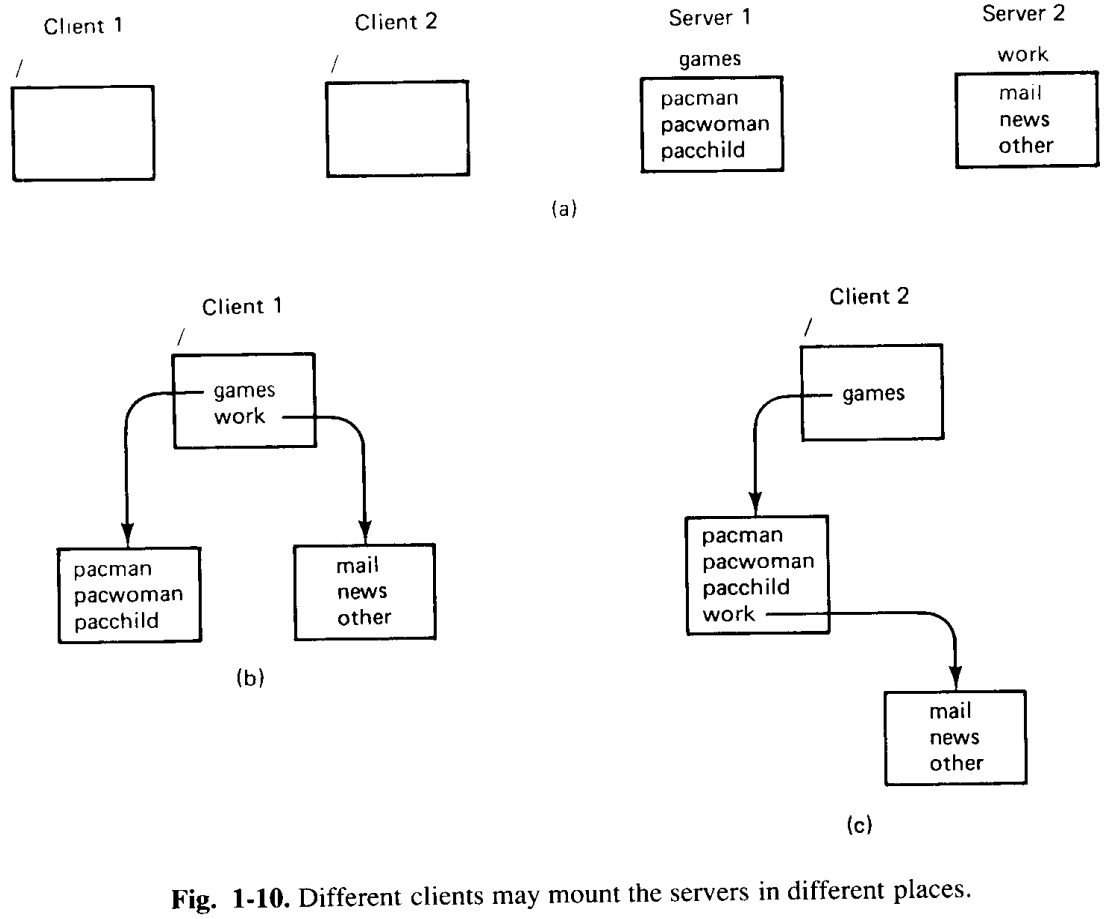 Client 1
Client 2
Server 1
Server 2
/
/
games
work
pacman
pacwoman
pacchild
mail
news
other
(a)
Client 1
/
games
work
pacman
pacwoman
pacchild
mail
news
other
(b)
Client 2
/
games
pacman
pacwoman
pacchild
work
mail
news
other
(c)
Fig. 1-10. Different clients may mount the servers in different places.